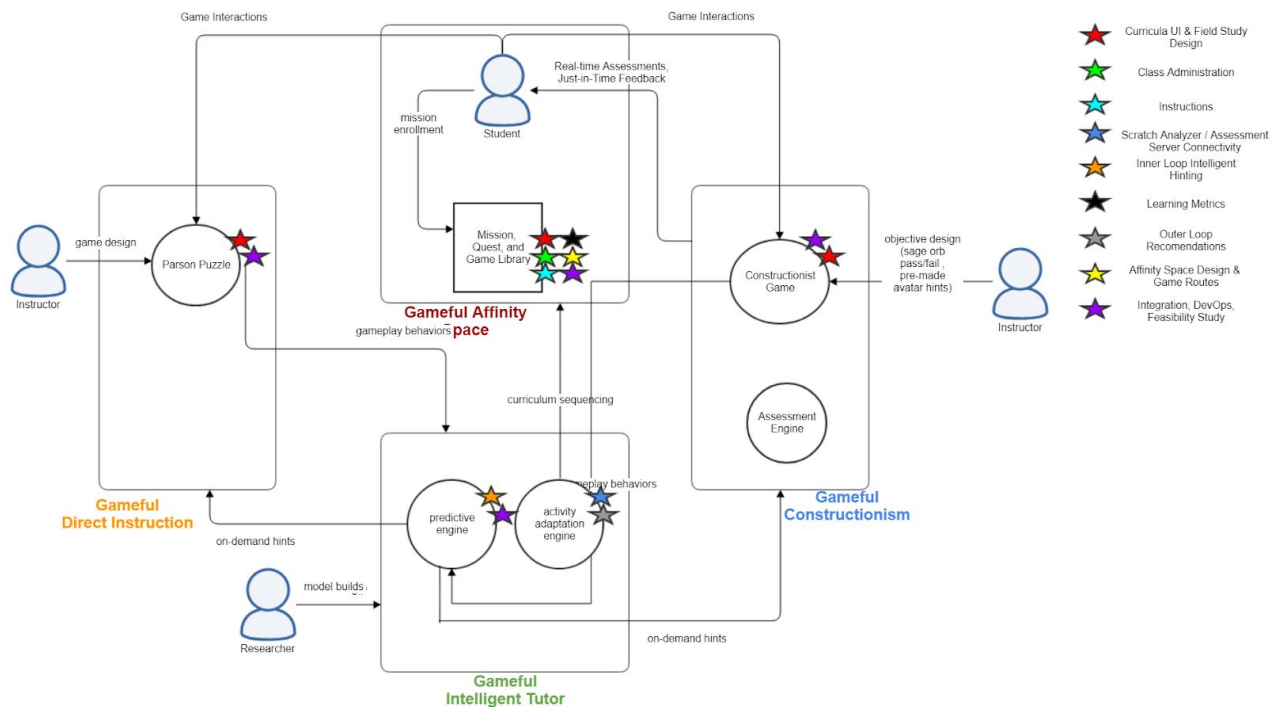 Game Interactions
Game Interactions
Real-time Assessments,
Just-in-Time Feedback
mission
enrollment
Student
Mission,
Quest, and
Game Library
Gameful Affinity
pace
game design
Instructor
Parson Puzzle
gameplay behaviors
Gameful
Direct Instruction
on-demand hints
curriculum sequencing
Constructionist
Game
objective design
(sage orb
pass/fail ,
pre-made
avatar hints)
Instructor
Assessment
Engine
Gameful
Constructionism
eplay behaviors
predictive
engine
activity
adaptation
engine
model builds
Researcher
on-demand hints
Gameful
Intelligent Tutor
Curricula UI & Field Study
Design
Class Administration
Instructions
Scratch Analyzer / Assessment
Server Connectivity
Inner Loop Intelligent
Hinting
Learning Metrics
Outer Loop
Recomendations
Affinity Space Design &
Game Routes
Integration, DevOps,
Feasibility Study